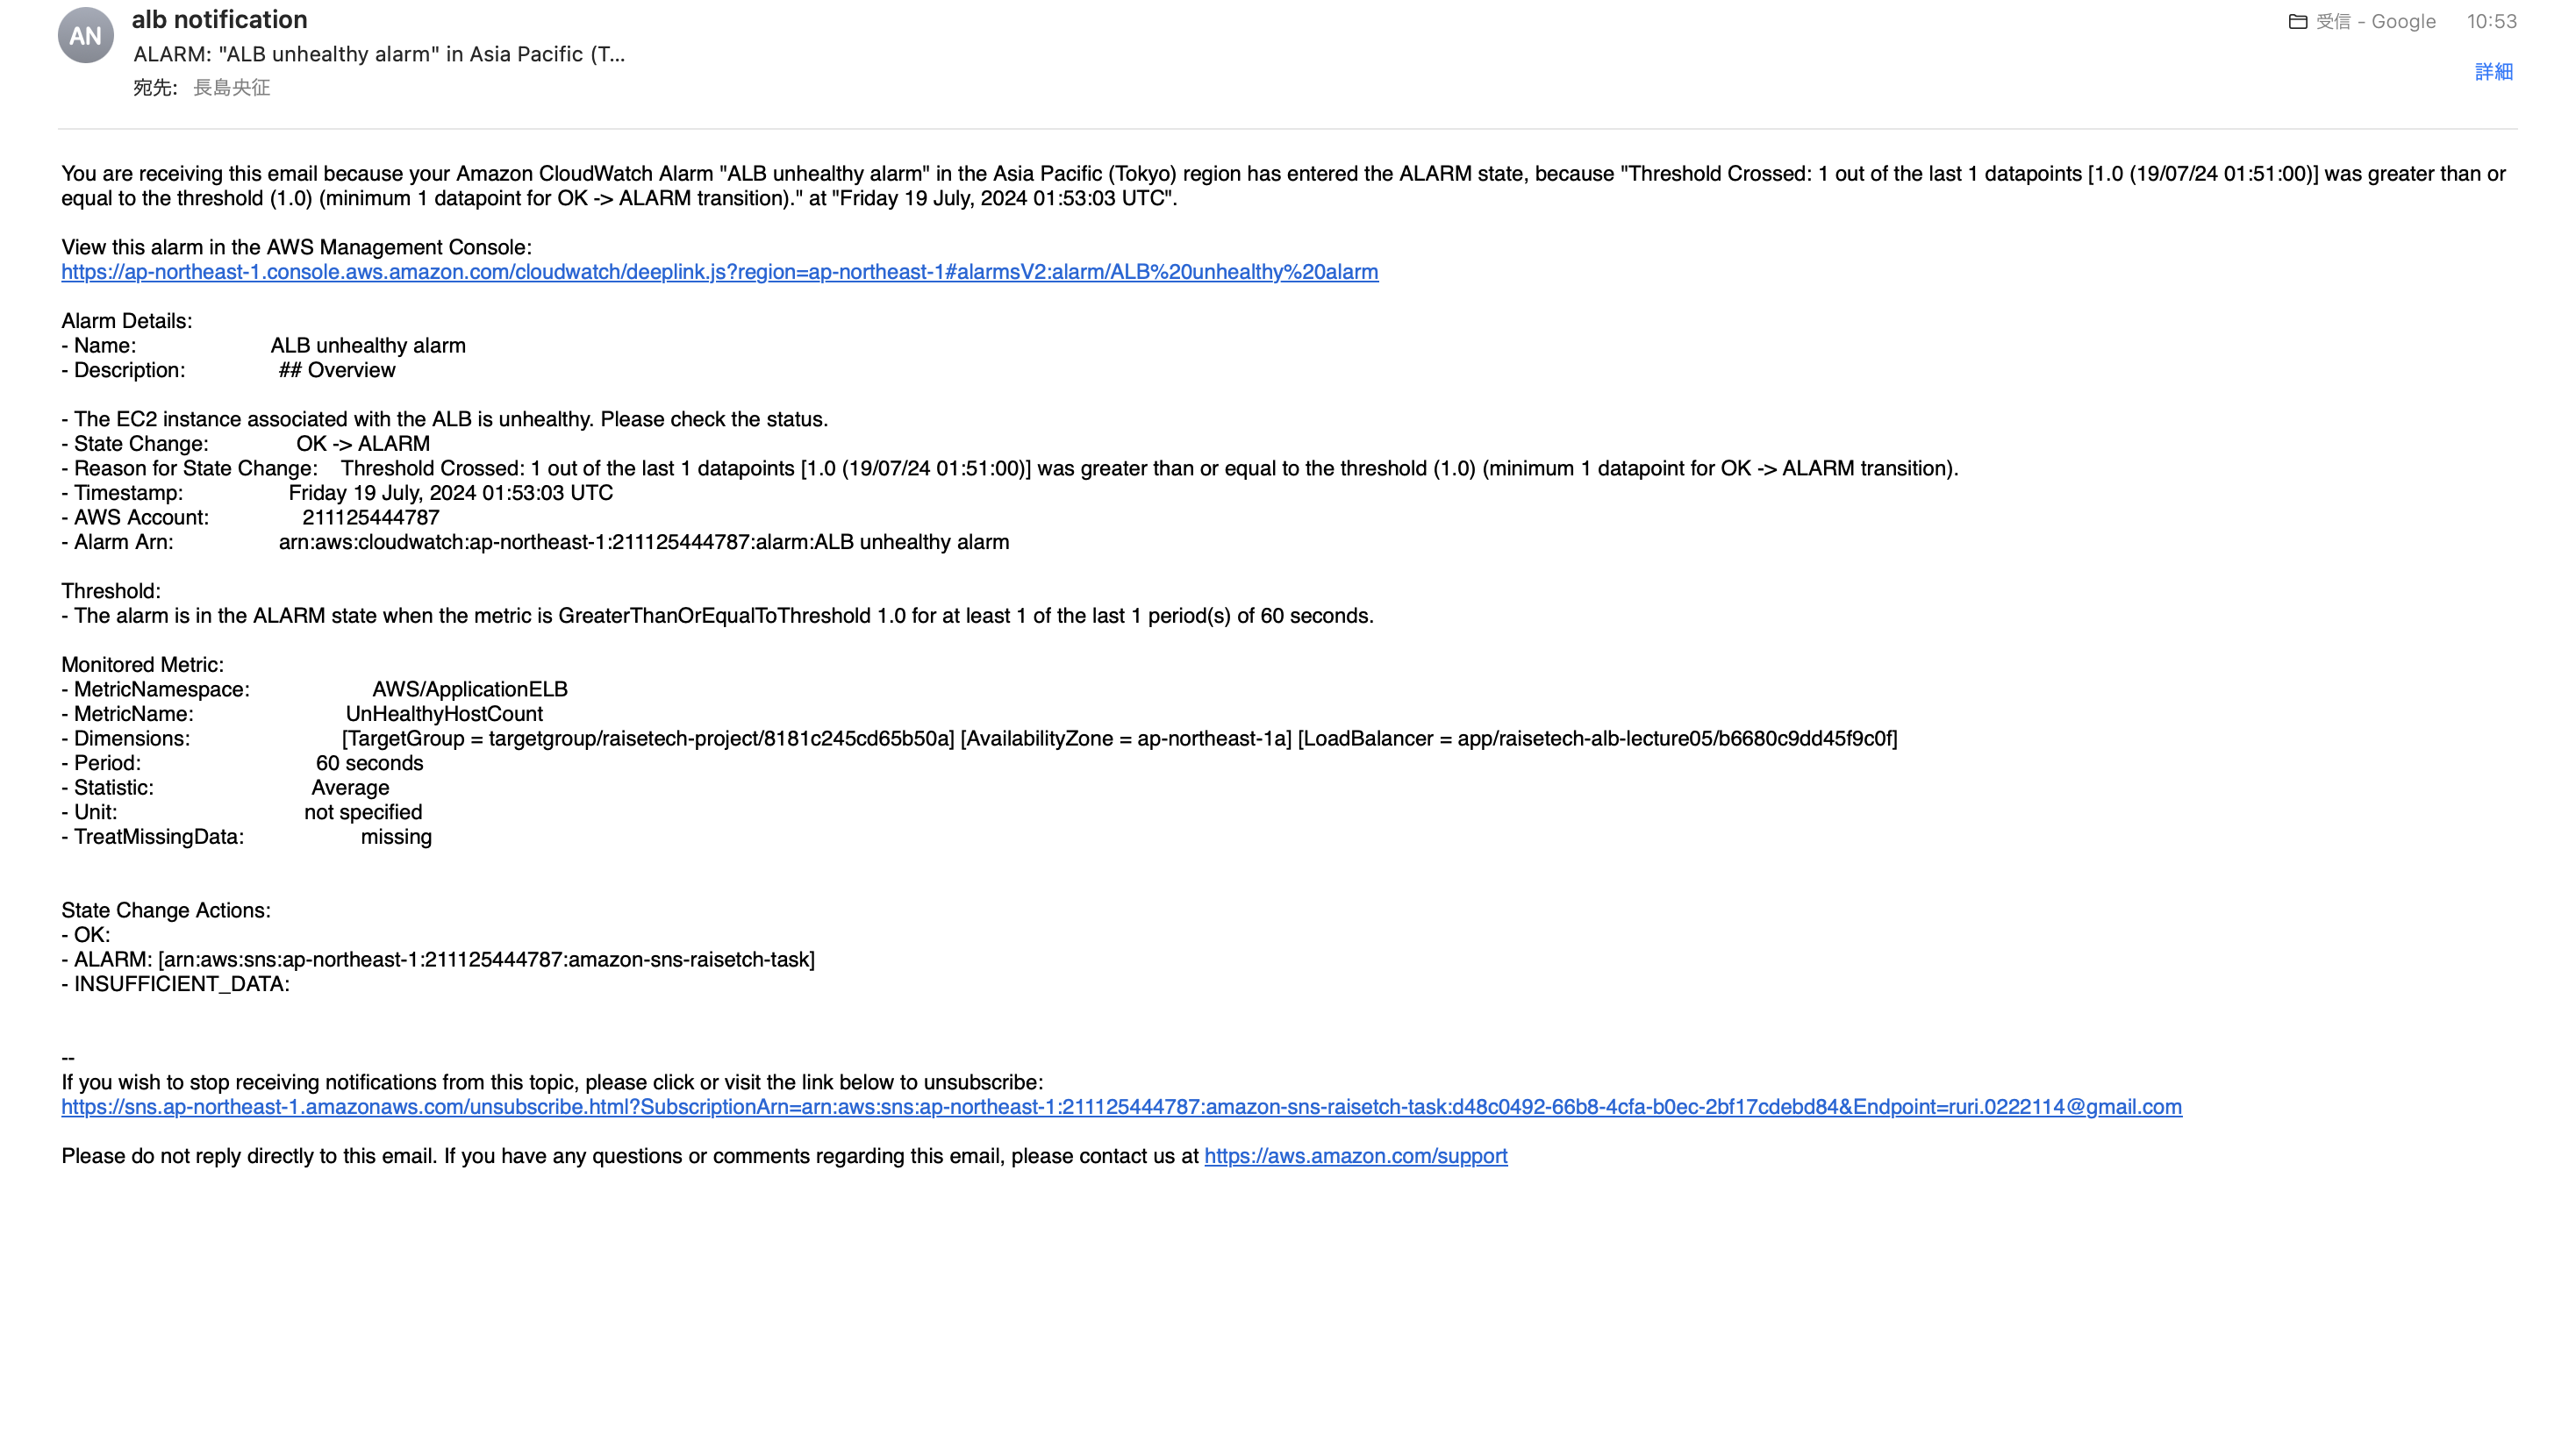 AN
alb notification
受信 - Google 10:53
ALARM: "ALB unhealthy alarm" in Asia Pacific (T...
詳細
宛先: 長島央征
You are receiving this email because your Amazon CloudWatch Alarm "ALB unhealthy alarm" in the Asia Pacific (Tokyo) region has entered the ALARM state, because "Threshold Crossed: 1 out of the last 1 datapoints [1.0 (19/07/24 01:51:00)] was greater than or
equal to the threshold (1.0) (minimum 1 datapoint for OK -> ALARM transition)." at "Friday 19 July, 2024 01:53:03 UTC".
View this alarm in the AWS Management Console:
https://ap-northeast-1.console.aws.amazon.com/cloudwatch/deeplink.js?region=ap-northeast-1#alarmsV2:alarm/ALB%20unhealthy%20alarm
Alarm Details:
- Name: ALB unhealthy alarm
- Description: ## Overview
- The EC2 instance associated with the ALB is unhealthy. Please check the status.
- State Change: OK -> ALARM
- Reason for State Change: Threshold Crossed: 1 out of the last 1 datapoints [1.0 (19/07/24 01:51:00)] was greater than or equal to the threshold (1.0) (minimum 1 datapoint for OK -> ALARM transition).
- Timestamp: Friday 19 July, 2024 01:53:03 UTC
- AWS Account: 211125444787
- Alarm Arn: arn:aws:cloudwatch:ap-northeast-1:211125444787:alarm:ALB unhealthy alarm
Threshold:
- The alarm is in the ALARM state when the metric is GreaterThanOrEqualToThreshold 1.0 for at least 1 of the last 1 period(s) of 60 seconds.
Monitored Metric:
- MetricNamespace: AWS/ApplicationELB
- MetricName: UnHealthyHostCount
- Dimensions: [TargetGroup = targetgroup/raisetech-project/8181c245cd65b50a] [AvailabilityZone = ap-northeast-1a] [LoadBalancer = app/raisetech-alb-lecture05/b6680c9dd45f9c0f]
- Period: 60 seconds
- Statistic: Average
- Unit: not specified
- TreatMissingData: missing
State Change Actions:
- OK:
- ALARM: [arn:aws:sns:ap-northeast-1:211125444787:amazon-sns-raisetch-task]
- INSUFFICIENT_DATA:
--
If you wish to stop receiving notifications from this topic, please click or visit the link below to unsubscribe:
https://sns.ap-northeast-1.amazonaws.com/unsubscribe.html?SubscriptionArn=arn:aws:sns:ap-northeast-1:211125444787:amazon-sns-raisetch-task:d48c0492-66b8-4cfa-b0ec-2bf17cdebd84&Endpoint=ruri.0222114@gmail.com
Please do not reply directly to this email. If you have any questions or comments regarding this email, please contact us at https://aws.amazon.com/support